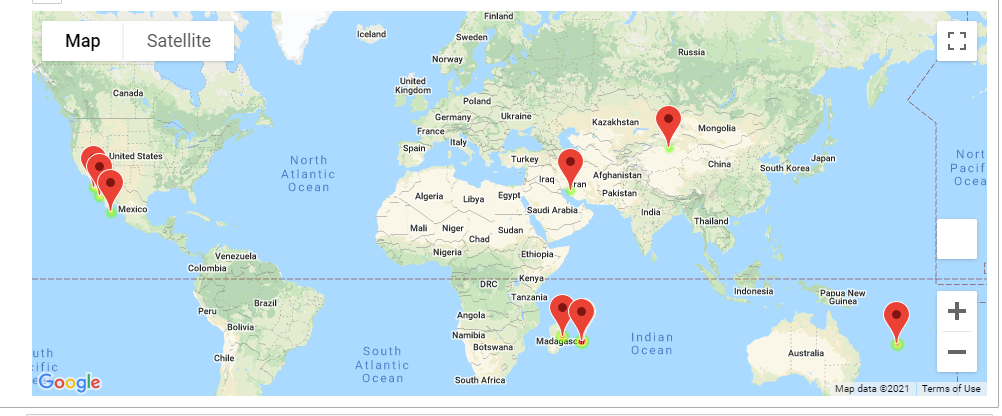 Map
Satellite
Finland
Iceland
Sweden
Russia
Norway
Canada
United
Kingdom
Poland
Germany
Ukraine
Kazakhstan
Mongolia
France
Italy
Spain
Turkey
United States
North
Atlantic
Ocean
Iraq
Iran
Afghanistan
China
Japan
South Korea
Pakistan
North
Pacific
Ocea
Mexico
Algeria
Libya
Egypt
Saudi Arabia
India
Thailand
Mali
Niger
Chad
Sudan
Nigeria
Ethiopia
Venezuela
Colombia
DRC
Kenya
Tanzania
Indonesia
Papua New
Guinea
Brazil
Peru
Bolivia
Angola
Namibia
Botswana
Madagascar
Indian
Ocean
Australia
Chile
South
Atlantic
Ocean
South Africa
uth
ific
Google
Map data ©2021
Terms of Use